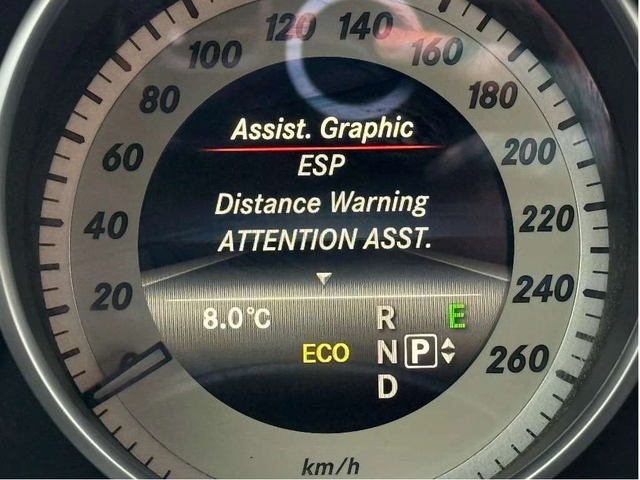 120 140
100 160
80 180
Assist. Graphic
60 ESP 200
Distance Warning
40 220
ATTENTION ASST.
20 240
8.0°C R E
ECO N P
0 260
D
km/h